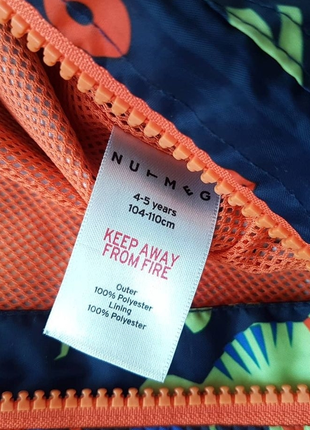 NUTMEG
4-5 years
104-110cm
KEEP AWAY
FROM FIRE
Outer
100% Polyester
Lining
100% Polyester